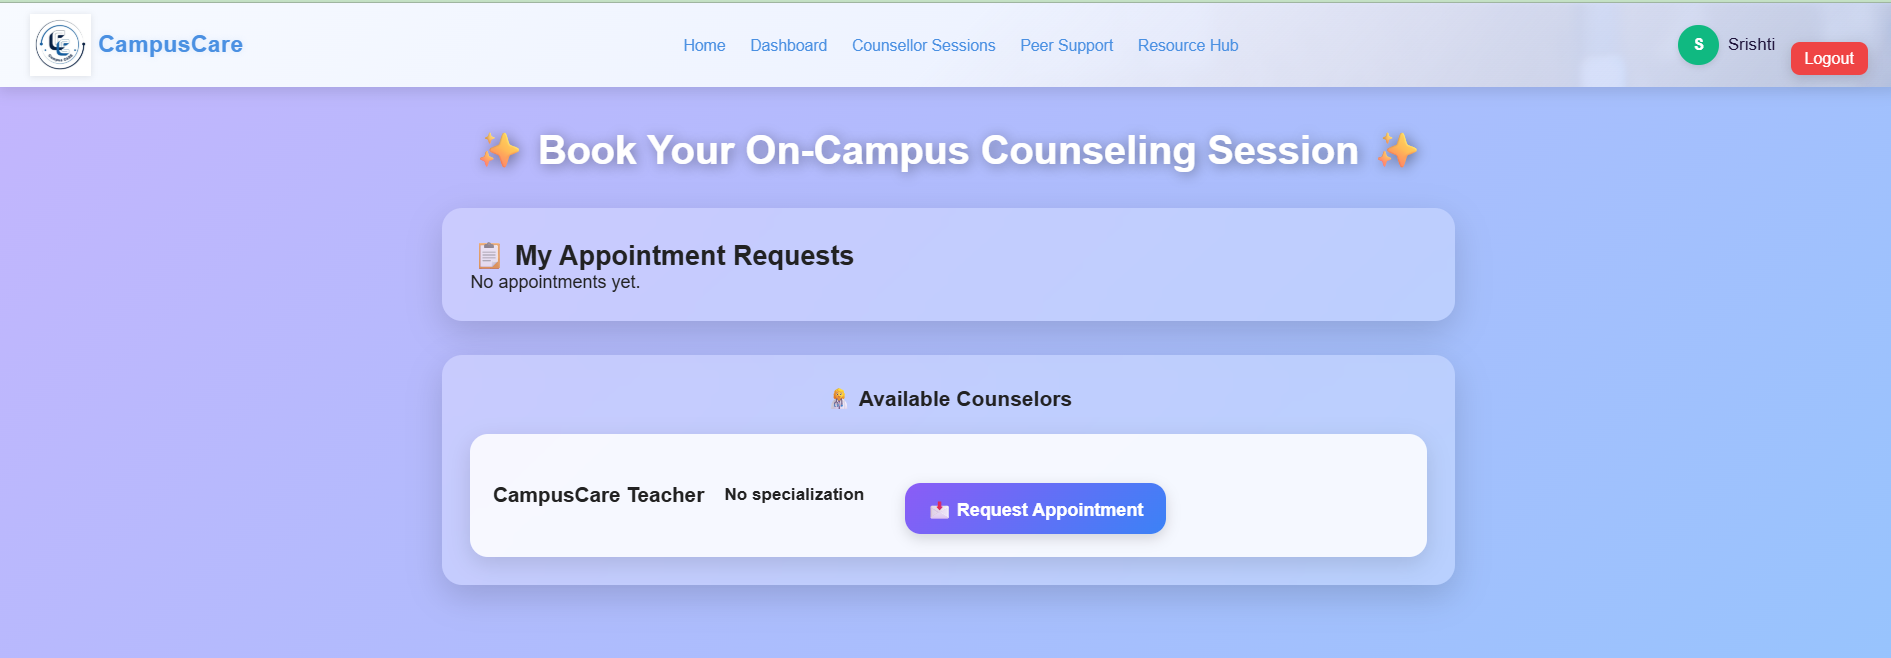 CampusCare
Home Dashboard Counsellor Sessions Peer Support Resource Hub
S Srishti Logout
✨ Book Your On-Campus Counseling Session ✨
📋 My Appointment Requests
No appointments yet.
Available Counselors
CampusCare Teacher No specialization 📩 Request Appointment